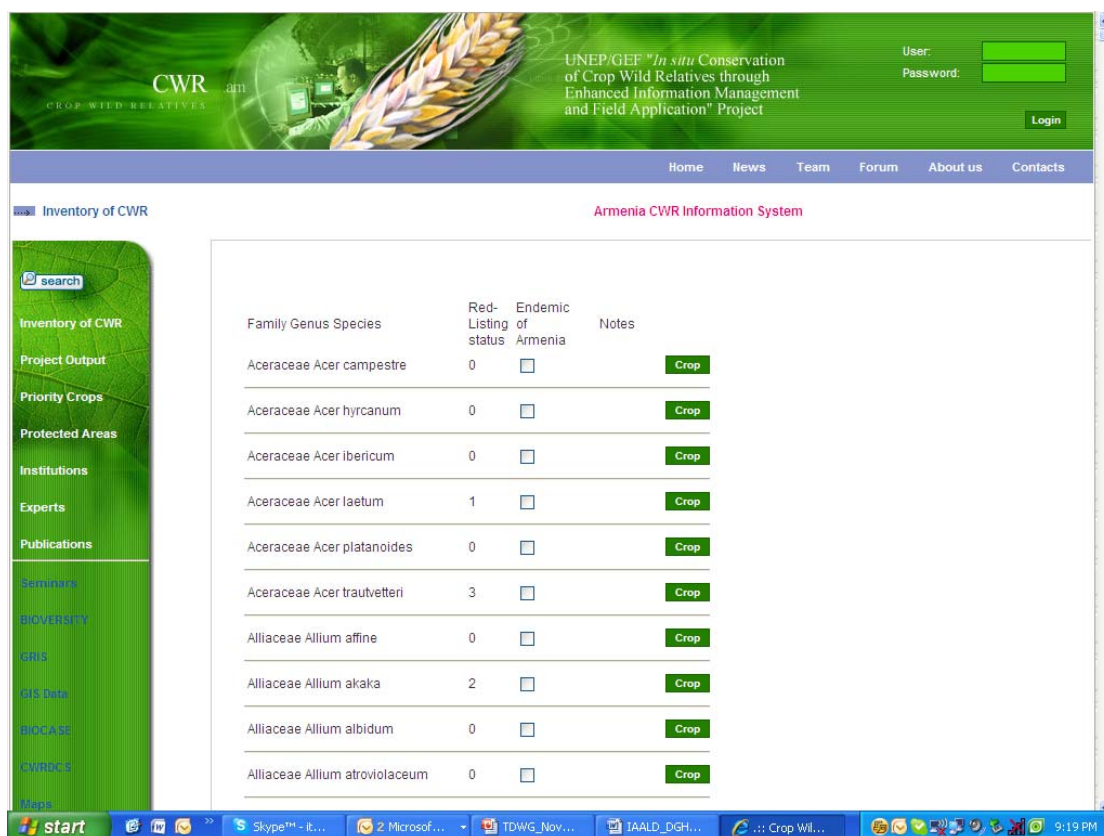 CWR .am
CROP WILD RELATIVES
UNEP/GEF "In situ Conservation
of Crop Wild Relatives through
Enhanced Information Management
and Field Application" Project
User:
Password:
Login
Home News Team Forum About us Contacts
Inventory of CWR
Armenia CWR Information System
search
Inventory of CWR
Project Output
Priority Crops
Protected Areas
Institutions
Experts
Publications
Seminars
BIOVERSITY
GRIS
GIS Data
BIOCASE
CWRDCS
Maps
Family Genus Species
Red-
Listing
status
Endemic
of
Armenia
Notes
Aceraceae Acer campestre 0 Crop
Aceraceae Acer hyrcanum 0 Crop
Aceraceae Acer ibericum 0 Crop
Aceraceae Acer laetum 1 Crop
Aceraceae Acer platanoides 0 Crop
Aceraceae Acer trautvetteri 3 Crop
Alliaceae Allium affine 0 Crop
Alliaceae Allium akaka 2 Crop
Alliaceae Allium albidum 0 Crop
Alliaceae Allium atroviolaceum 0 Crop
start Skype™ - it... 2 Microsof... TDWG_Nov... IAALD_DGH... .::: Crop Wil... 9:19 PM